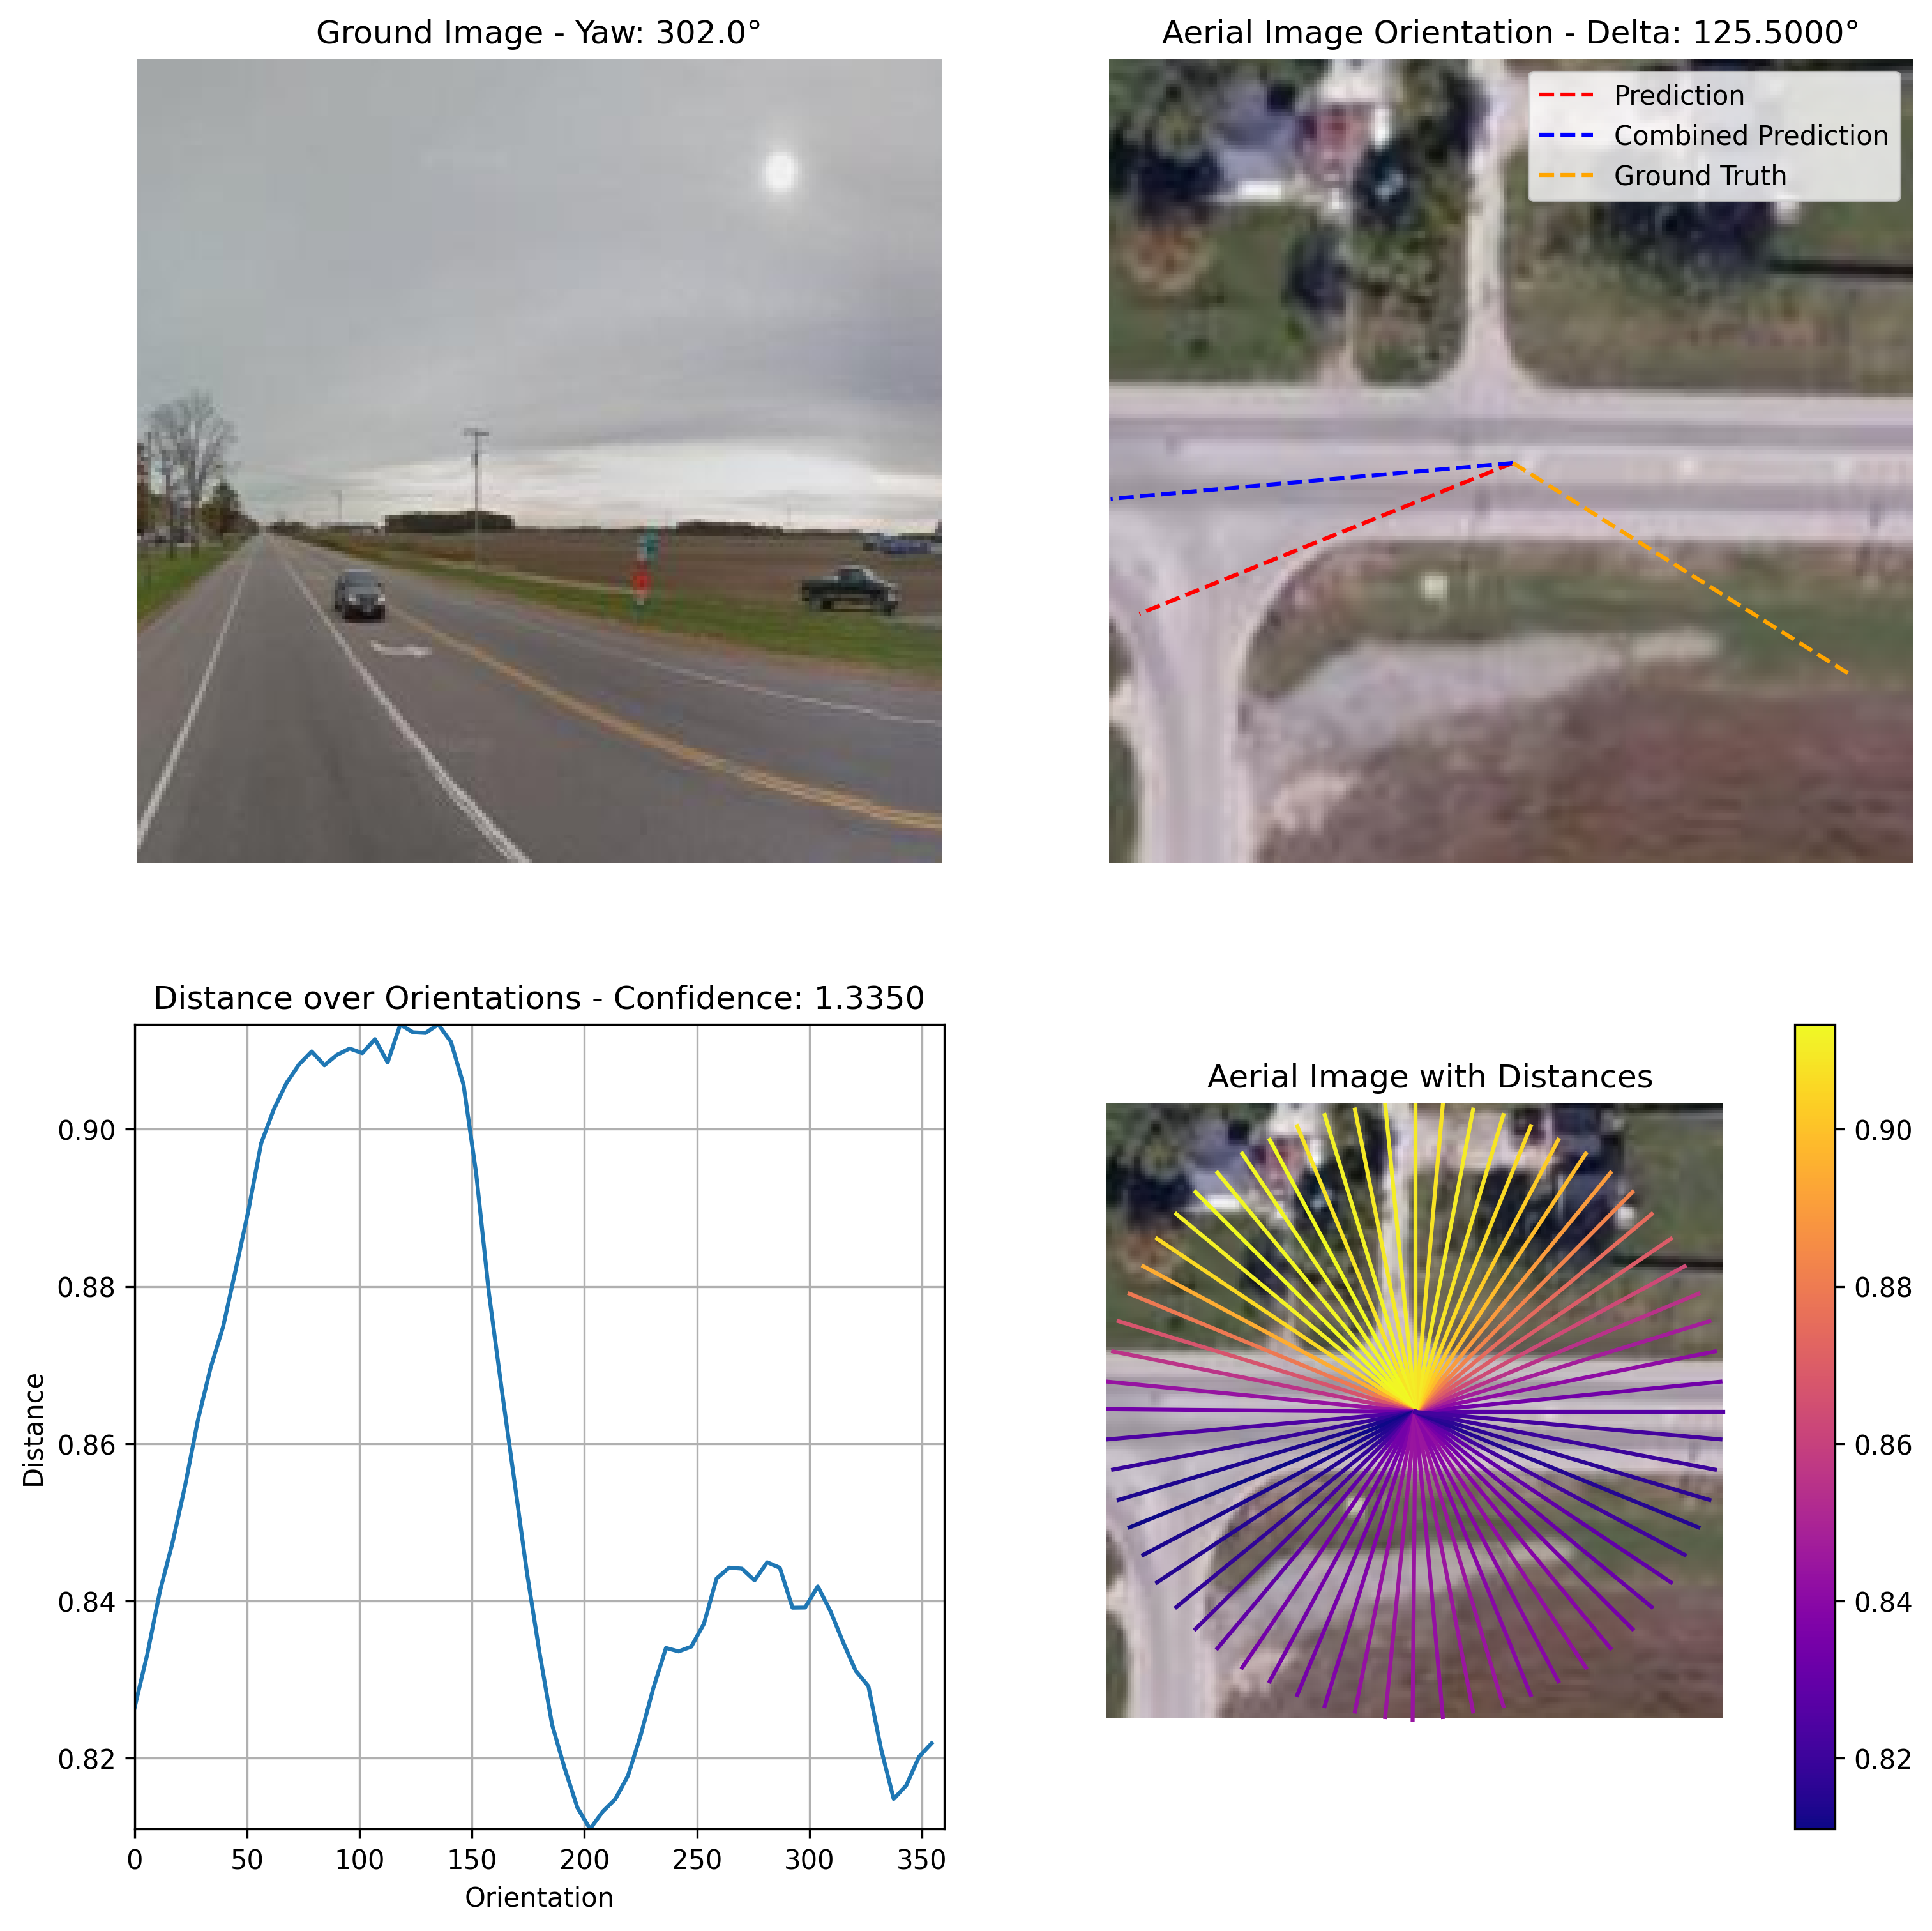 Ground Image - Yaw: 302.0°
Aerial Image Orientation - Delta: 125.5000°
Prediction
Combined Prediction
Ground Truth
Distance over Orientations - Confidence: 1.3350
Distance
0.90
0.88
0.86
0.84
0.82
0 50 100 150 200 250 300 350
Orientation
Aerial Image with Distances
0.90
0.88
0.86
0.84
0.82